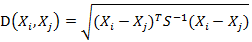 D(X_i, X_j) = √((X_i − X_j)^T S^{−1} (X_i − X_j))